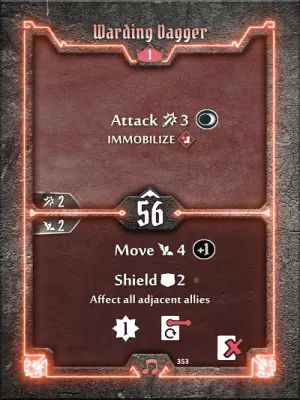 Warding Dagger
1
Attack 3
IMMOBILIZE
2
56
2
Move 4 +1
Shield 2
Affect all adjacent allies
1
353